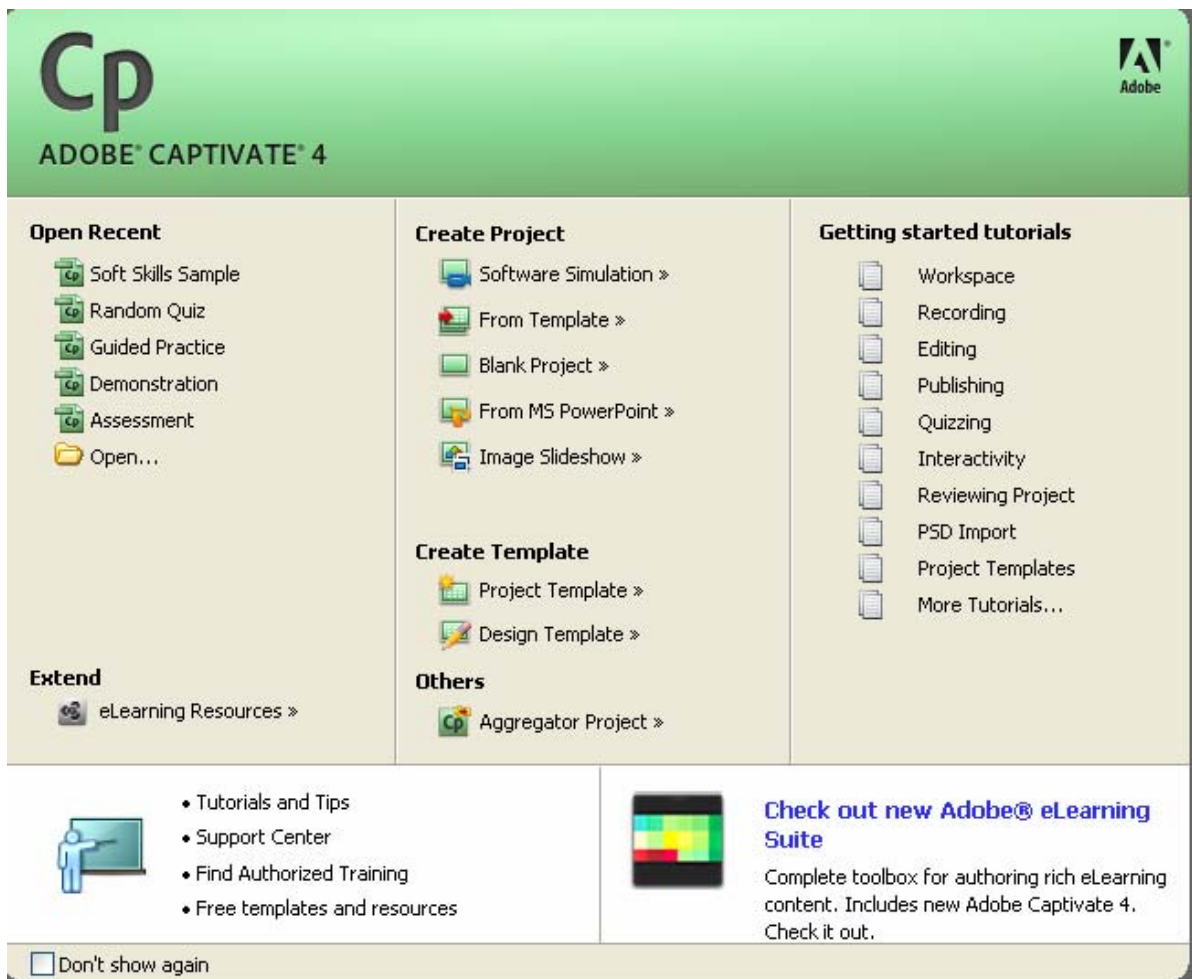 Cp
ADOBE® CAPTIVATE® 4
Adobe®
Open Recent
Soft Skills Sample
Random Quiz
Guided Practice
Demonstration
Assessment
Open...
Extend
eLearning Resources »
Create Project
Software Simulation »
From Template »
Blank Project »
From MS PowerPoint »
Image Slideshow »
Create Template
Project Template »
Design Template »
Others
Aggregator Project »
Getting started tutorials
Workspace
Recording
Editing
Publishing
Quizzing
Interactivity
Reviewing Project
PSD Import
Project Templates
More Tutorials...
• Tutorials and Tips
• Support Center
• Find Authorized Training
• Free templates and resources
Check out new Adobe® eLearning
Suite
Complete toolbox for authoring rich eLearning
content. Includes new Adobe Captivate 4.
Check it out.
Don't show again